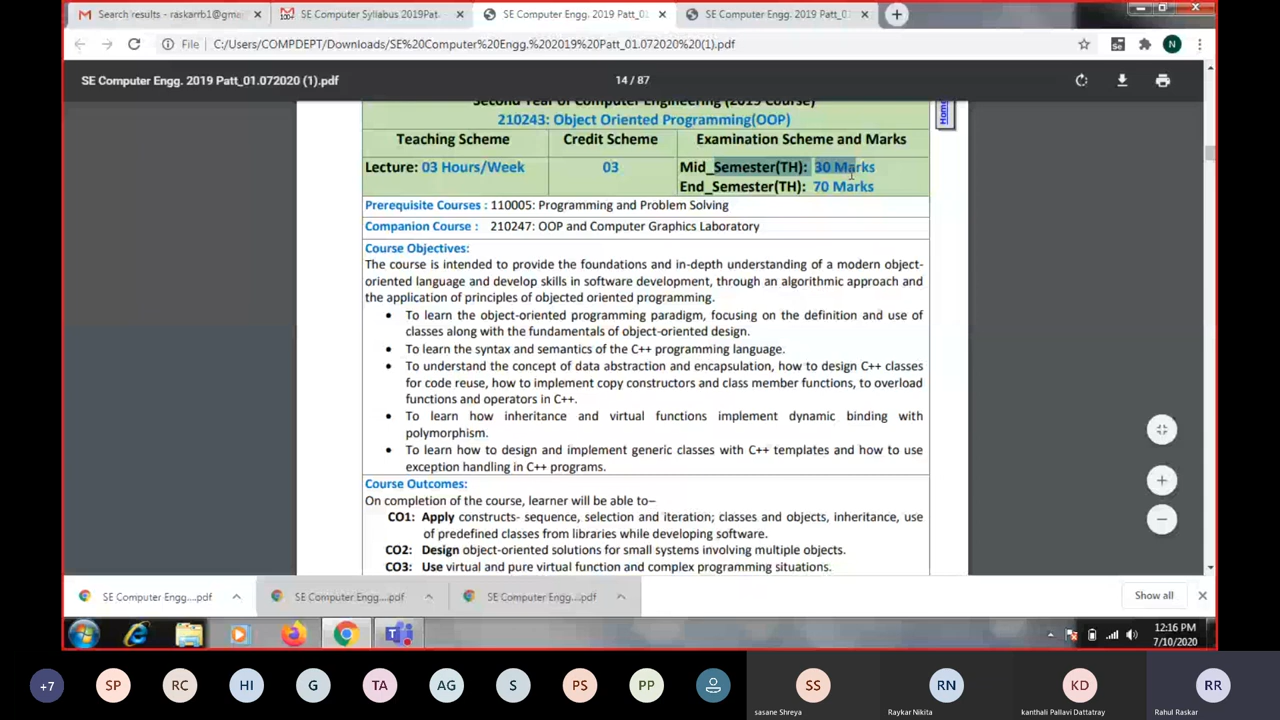 Search results - raskarrb1@gma
SE Computer Syllabus 2019Pat
SE Computer Engg. 2019 Patt_01.
SE Computer Engg. 2019 Patt_0
File
C:/Users/COMPDEPT/Downloads/SE%20Computer%20Engg.%202019%20Patt_01.072020%20(1).pdf
Se
N
SE Computer Engg. 2019 Patt_01.072020 (1).pdf
14 / 87
Second Year of Computer Engineering (2019 Course)
210243: Object Oriented Programming(OOP)
Home
Teaching Scheme
Credit Scheme
Examination Scheme and Marks
Lecture: 03 Hours/Week
03
Mid_Semester(TH): 30 Marks
End_Semester(TH): 70 Marks
Prerequisite Courses : 110005: Programming and Problem Solving
Companion Course : 210247: OOP and Computer Graphics Laboratory
Course Objectives:
The course is intended to provide the foundations and in-depth understanding of a modern object-
oriented language and develop skills in software development, through an algorithmic approach and
the application of principles of objected oriented programming.
• To learn the object-oriented programming paradigm, focusing on the definition and use of
classes along with the fundamentals of object-oriented design.
• To learn the syntax and semantics of the C++ programming language.
• To understand the concept of data abstraction and encapsulation, how to design C++ classes
for code reuse, how to implement copy constructors and class member functions, to overload
functions and operators in C++.
• To learn how inheritance and virtual functions implement dynamic binding with
polymorphism.
• To learn how to design and implement generic classes with C++ templates and how to use
exception handling in C++ programs.
Course Outcomes:
On completion of the course, learner will be able to–
CO1: Apply constructs- sequence, selection and iteration; classes and objects, inheritance, use
of predefined classes from libraries while developing software.
CO2: Design object-oriented solutions for small systems involving multiple objects.
CO3: Use virtual and pure virtual function and complex programming situations.
SE Computer Engg....pdf
SE Computer Engg....pdf
SE Computer Engg....pdf
Show all
12:16 PM
7/10/2020
+7
SP
RC
HI
G
TA
AG
S
PS
PP
SS
RN
KD
RR
sasane Shreya
Raykar Nikita
kanthali Pallavi Dattatray
Rahul Raskar